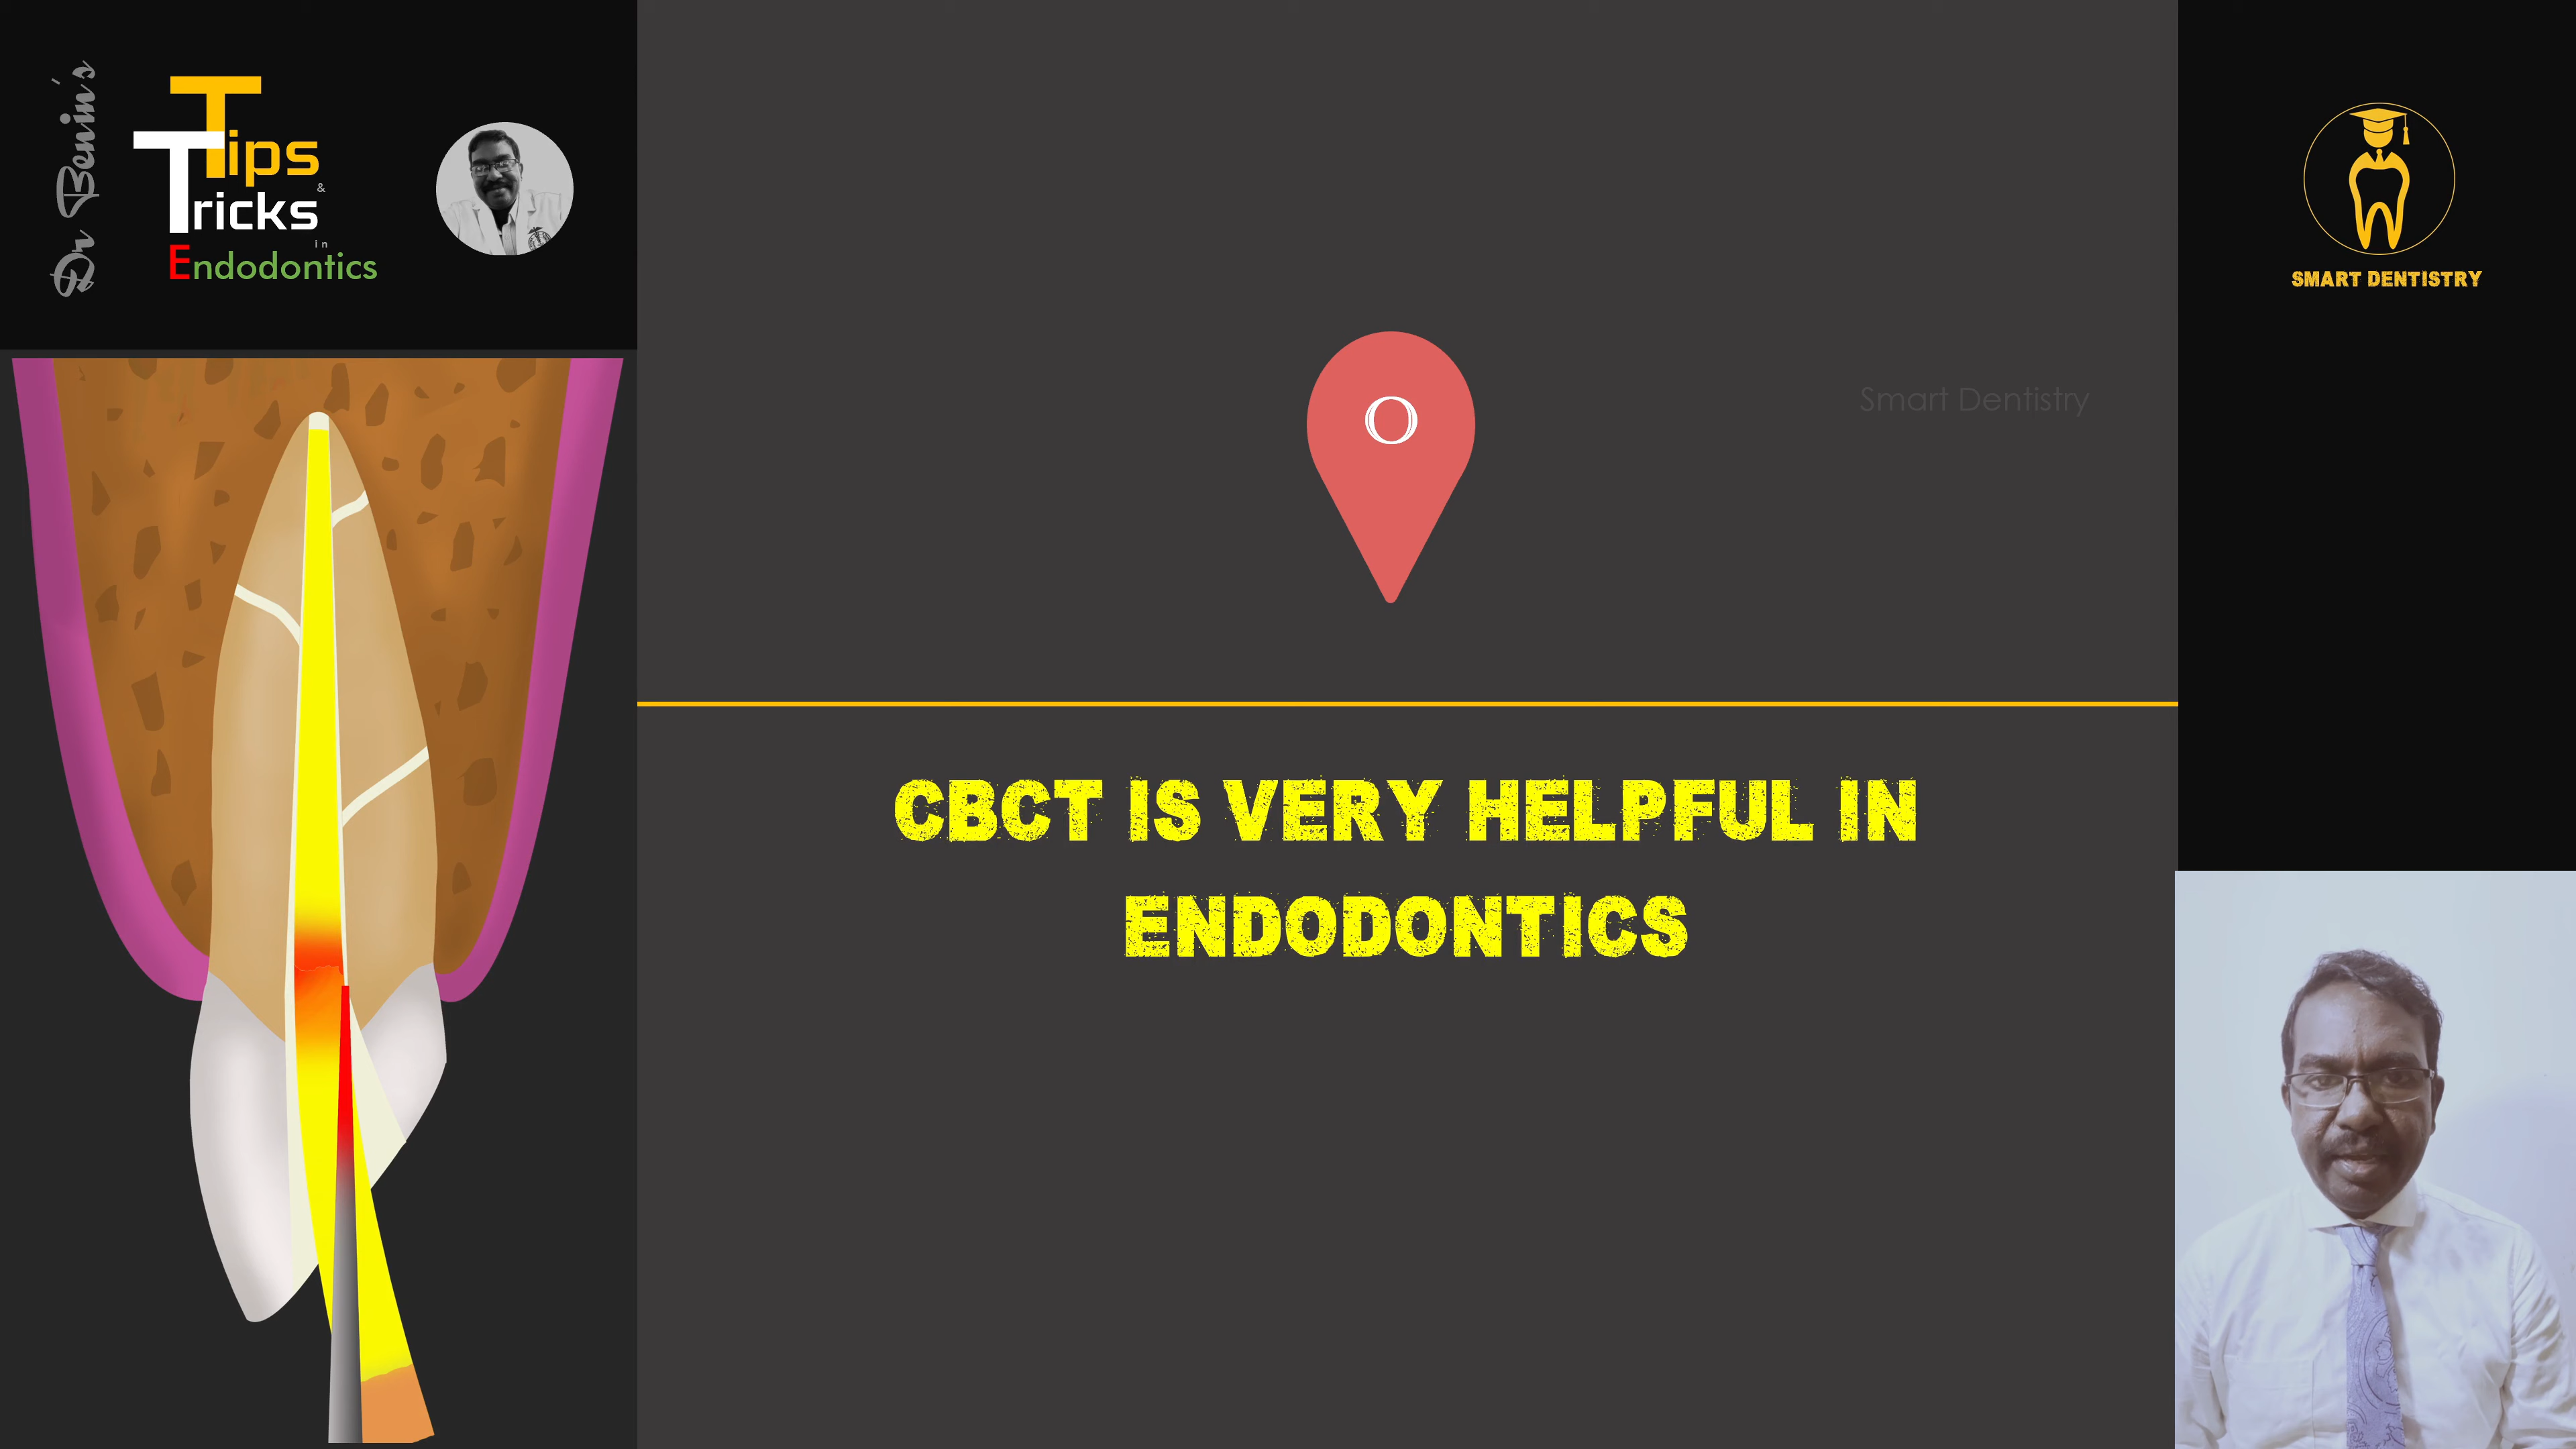 Dr Benin's
Tips
&
Tricks
in
Endodontics
SMART DENTISTRY
O
Smart Dentistry
CBCT IS VERY HELPFUL IN
ENDODONTICS